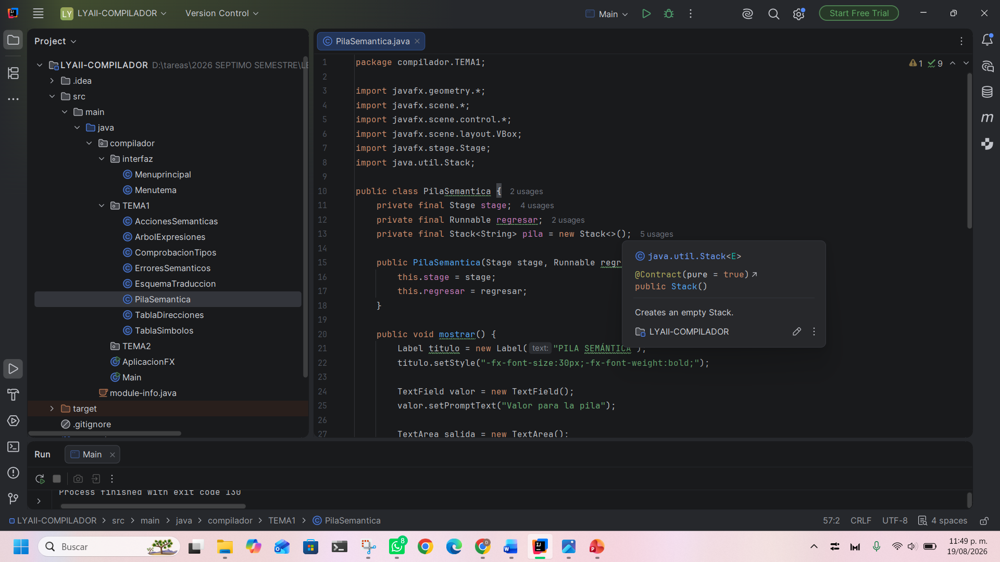 LY LYAII-COMPILADOR Version Control Main Start Free Trial
Project
LYAII-COMPILADOR D:\tareas\2026 SEPTIMO SEMESTRE\LE
.idea
src
main
java
compilador
interfaz
Menuprincipal
Menutema
TEMA1
AccionesSemanticas
ArbolExpresiones
ComprobacionTipos
ErroresSemanticos
EsquemaTraduccion
PilaSemantica
TablaDirecciones
TablaSimbolos
TEMA2
AplicacionFX
Main
module-info.java
target
.gitignore
PilaSemantica.java
1 9
1 package compilador.TEMA1;
2
3 import javafx.geometry.*;
4 import javafx.scene.*;
5 import javafx.scene.control.*;
6 import javafx.scene.layout.VBox;
7 import javafx.stage.Stage;
8 import java.util.Stack;
9
10 public class PilaSemantica { 2 usages
11 private final Stage stage; 4 usages
12 private final Runnable regresar; 2 usages
13 private final Stack<String> pila = new Stack<>(); 5 usages
14
15 public PilaSemantica(Stage stage, Runnable regr
16 this.stage = stage;
17 this.regresar = regresar;
18 }
19
20 public void mostrar() {
21 Label titulo = new Label( text: "PILA SEMÁNTICA");
22 titulo.setStyle("-fx-font-size:30px;-fx-font-weight:bold;");
23
24 TextField valor = new TextField();
25 valor.setPromptText("Valor para la pila");
26
27 TextArea salida = new TextArea();
java.util.Stack<E>
@Contract(pure = true)
public Stack()
Creates an empty Stack.
LYAII-COMPILADOR
Run Main
Process finished with exit code 130
LYAII-COMPILADOR > src > main > java > compilador > TEMA1 > PilaSemantica 57:2 CRLF UTF-8 4 spaces
Buscar
8
11:49 p. m.
19/08/2026